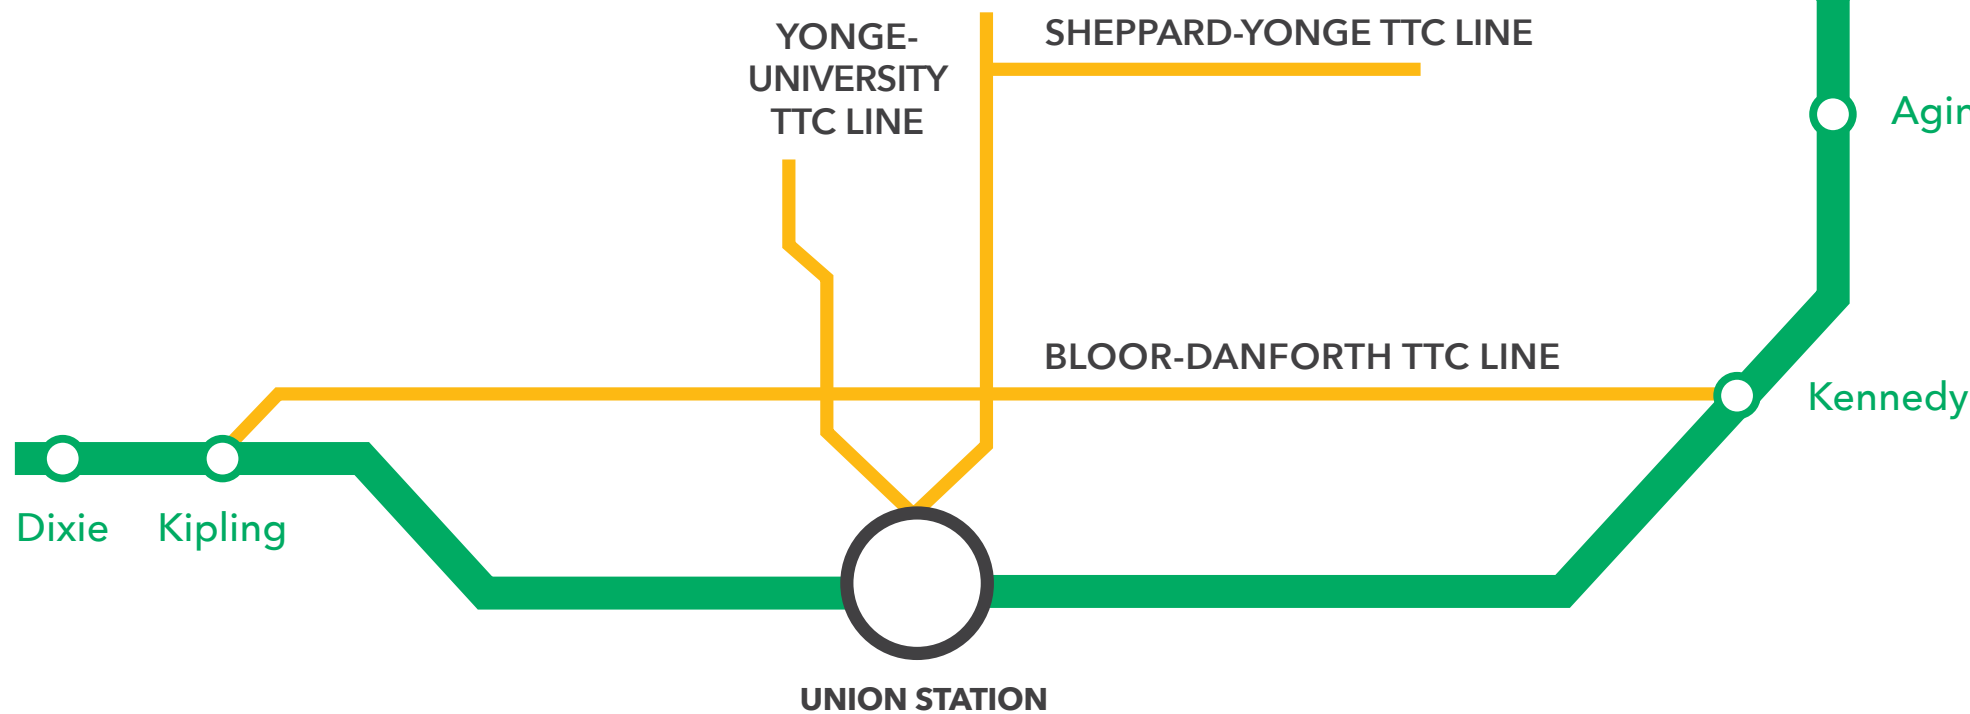 YONGE-
UNIVERSITY
TTC LINE
SHEPPARD-YONGE TTC LINE
BLOOR-DANFORTH TTC LINE
Kennedy
Dixie
Kipling
UNION STATION